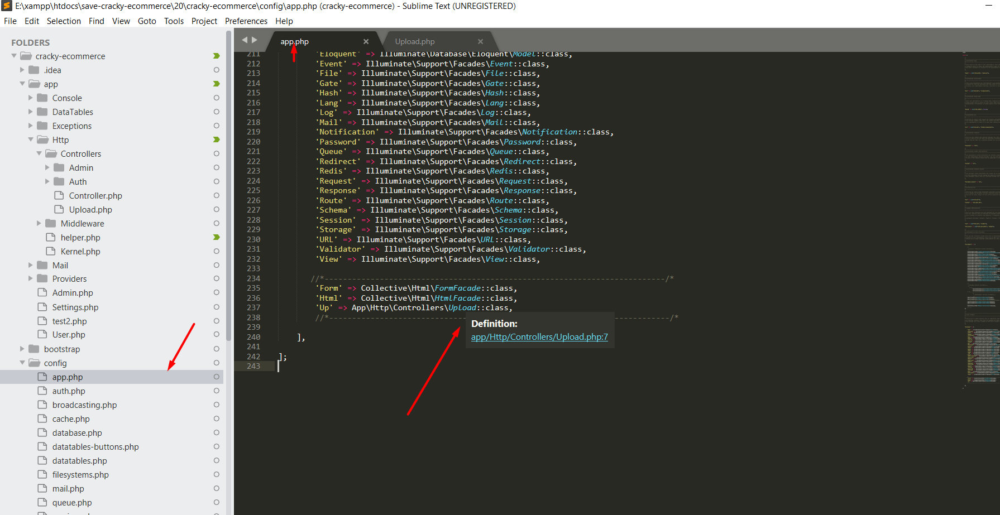 E:\xampp\htdocs\save-cracky-ecommerce\20\cracky-ecommerce\config\app.php (cracky-ecommerce) - Sublime Text (UNREGISTERED)
File Edit Selection Find View Goto Tools Project Preferences Help
FOLDERS
cracky-ecommerce
.idea
app
Console
DataTables
Exceptions
Http
Controllers
Admin
Auth
Controller.php
Upload.php
Middleware
helper.php
Kernel.php
Mail
Providers
Admin.php
Settings.php
test2.php
User.php
bootstrap
config
app.php
auth.php
broadcasting.php
cache.php
database.php
datatables-buttons.php
datatables.php
filesystems.php
mail.php
queue.php
app.php Upload.php
211 'Eloquent' => Illuminate\Database\Eloquent\Model::class,
212 'Event' => Illuminate\Support\Facades\Event::class,
213 'File' => Illuminate\Support\Facades\File::class,
214 'Gate' => Illuminate\Support\Facades\Gate::class,
215 'Hash' => Illuminate\Support\Facades\Hash::class,
216 'Lang' => Illuminate\Support\Facades\Lang::class,
217 'Log' => Illuminate\Support\Facades\Log::class,
218 'Mail' => Illuminate\Support\Facades\Mail::class,
219 'Notification' => Illuminate\Support\Facades\Notification::class,
220 'Password' => Illuminate\Support\Facades\Password::class,
221 'Queue' => Illuminate\Support\Facades\Queue::class,
222 'Redirect' => Illuminate\Support\Facades\Redirect::class,
223 'Redis' => Illuminate\Support\Facades\Redis::class,
224 'Request' => Illuminate\Support\Facades\Request::class,
225 'Response' => Illuminate\Support\Facades\Response::class,
226 'Route' => Illuminate\Support\Facades\Route::class,
227 'Schema' => Illuminate\Support\Facades\Schema::class,
228 'Session' => Illuminate\Support\Facades\Session::class,
229 'Storage' => Illuminate\Support\Facades\Storage::class,
230 'URL' => Illuminate\Support\Facades\URL::class,
231 'Validator' => Illuminate\Support\Facades\Validator::class,
232 'View' => Illuminate\Support\Facades\View::class,
233
234 //*--------------------------------------------------------------------------/*
235 'Form' => Collective\Html\FormFacade::class,
236 'Html' => Collective\Html\HtmlFacade::class,
237 'Up' => App\Http\Controllers\Upload::class,
238 //*--------------------------------------------------------------------------/*
239
240 ],
241
242 ];
243
Definition:
app/Http/Controllers/Upload.php:7